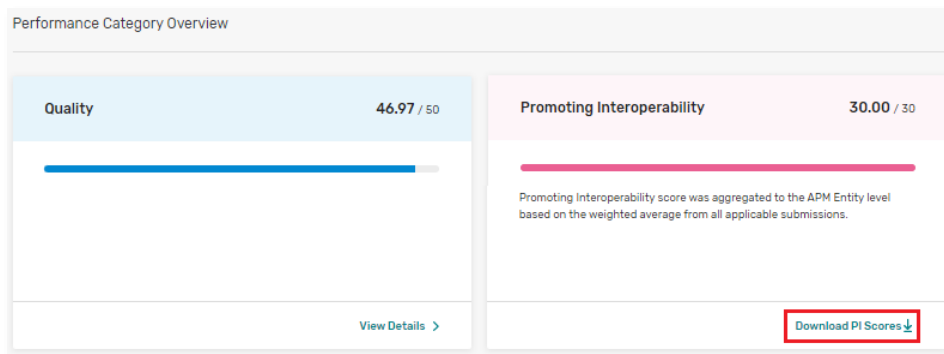 Performance Category Overview
Quality 46.97 / 50
Promoting Interoperability 30.00 / 30
Promoting Interoperability score was aggregated to the APM Entity level
based on the weighted average from all applicable submissions.
View Details
Download PI Scores